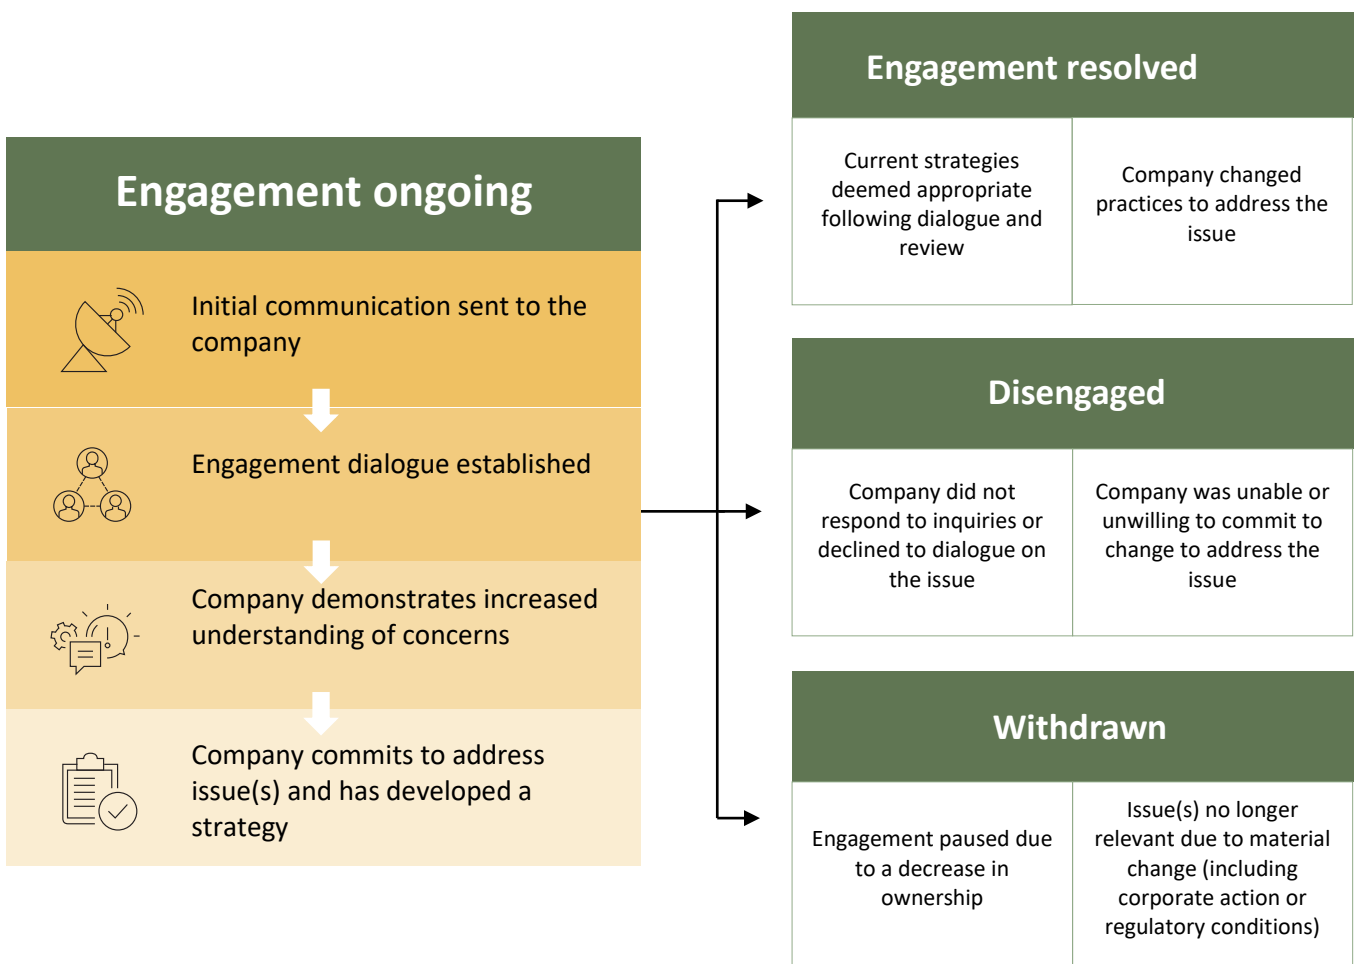 Engagement ongoing
Initial communication sent to the
company
Engagement dialogue established
Company demonstrates increased
understanding of concerns
Company commits to address
issue(s) and has developed a
strategy
Engagement resolved
Current strategies
deemed appropriate
following dialogue and
review
Company changed
practices to address the
issue
Disengaged
Company did not
respond to inquiries or
declined to dialogue on
the issue
Company was unable or
unwilling to commit to
change to address the
issue
Withdrawn
Engagement paused due
to a decrease in
ownership
Issue(s) no longer
relevant due to material
change (including
corporate action or
regulatory conditions)